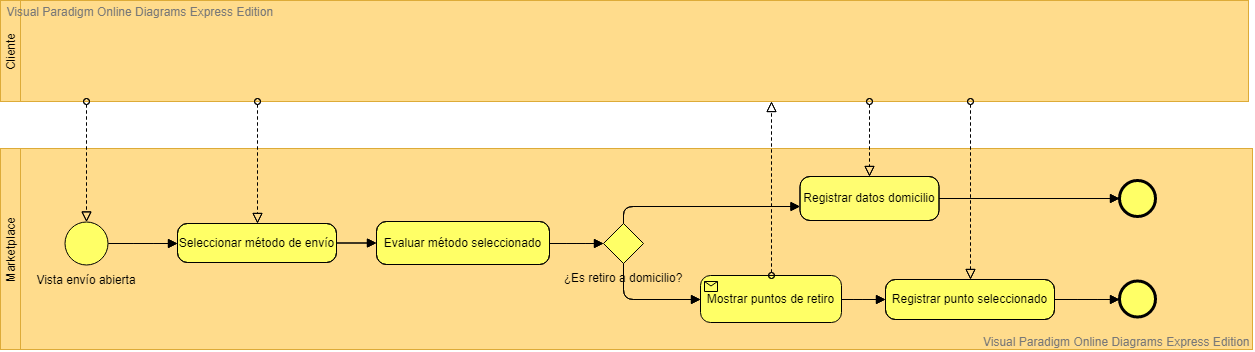 Visual Paradigm Online Diagrams Express Edition
Cliente
Marketplace
Registrar datos domicilio
Seleccionar método de envío
Evaluar método seleccionado
Vista envío abierta
¿Es retiro a domicilio?
Mostrar puntos de retiro
Registrar punto seleccionado
Visual Paradigm Online Diagrams Express Edition